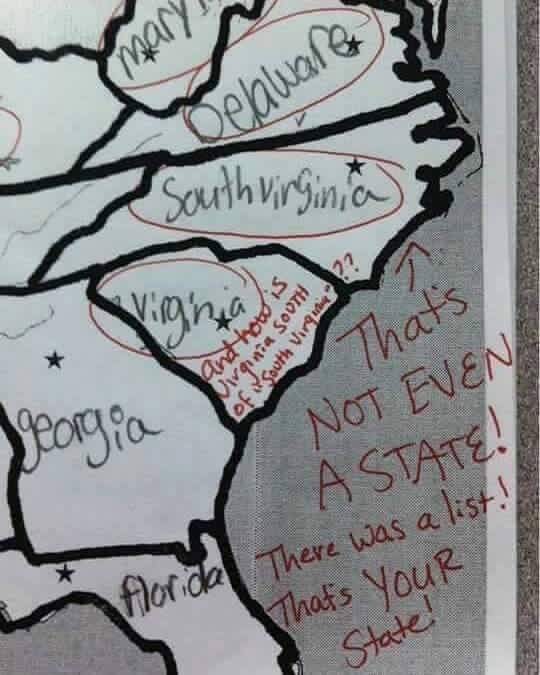 mary
Delaware
South virginia
Virginia
and how is
Virginia SOUTH
of "South Virginia"??
That's
NOT EVEN
A STATE!
There was a list!
That's YOUR
State!
georgia
florida